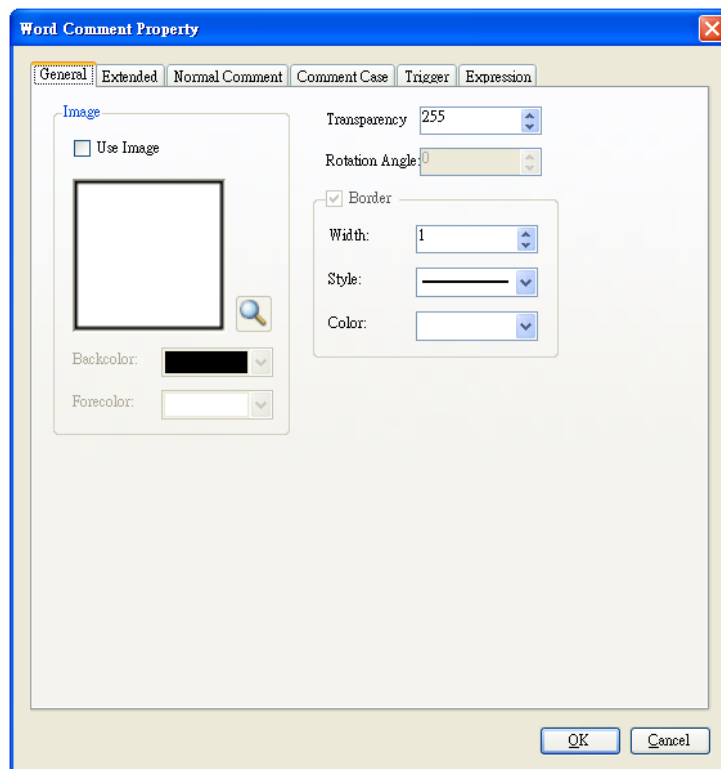 Word Comment Property
General Extended Normal Comment Comment Case Trigger Expression
Image
Use Image
Backcolor:
Forecolor:
Transparency 255
Rotation Angle: 0
Border
Width: 1
Style:
Color:
OK Cancel